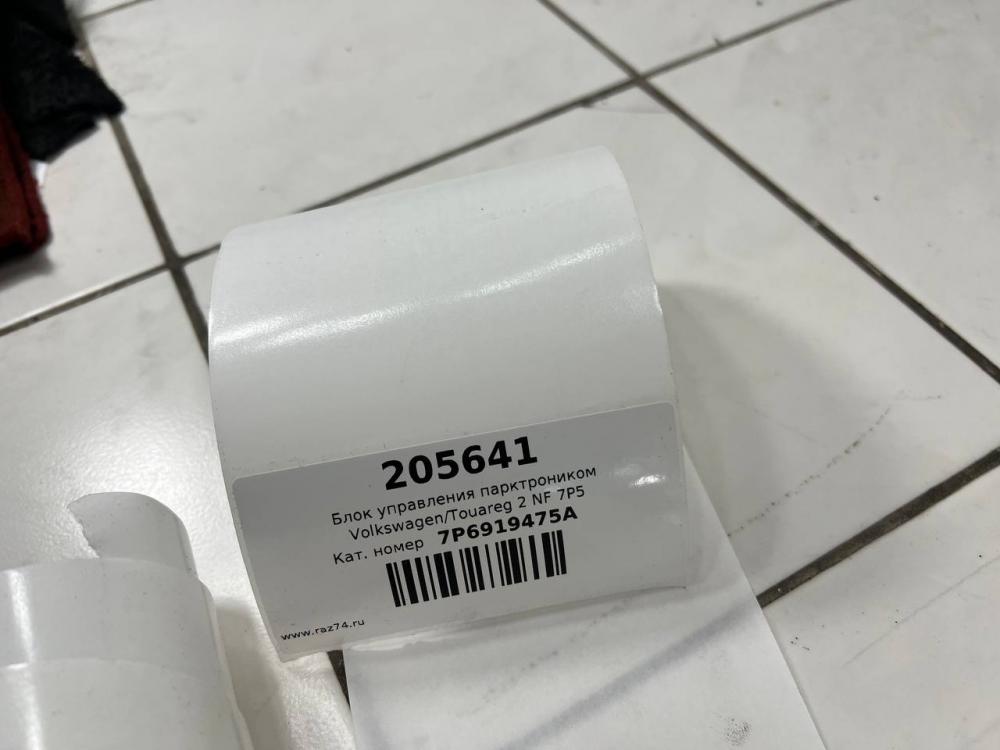 205641
Блок управления парктроником
Volkswagen/Touareg 2 NF 7P5
Кат. номер 7P6919475A
www.raz74.ru